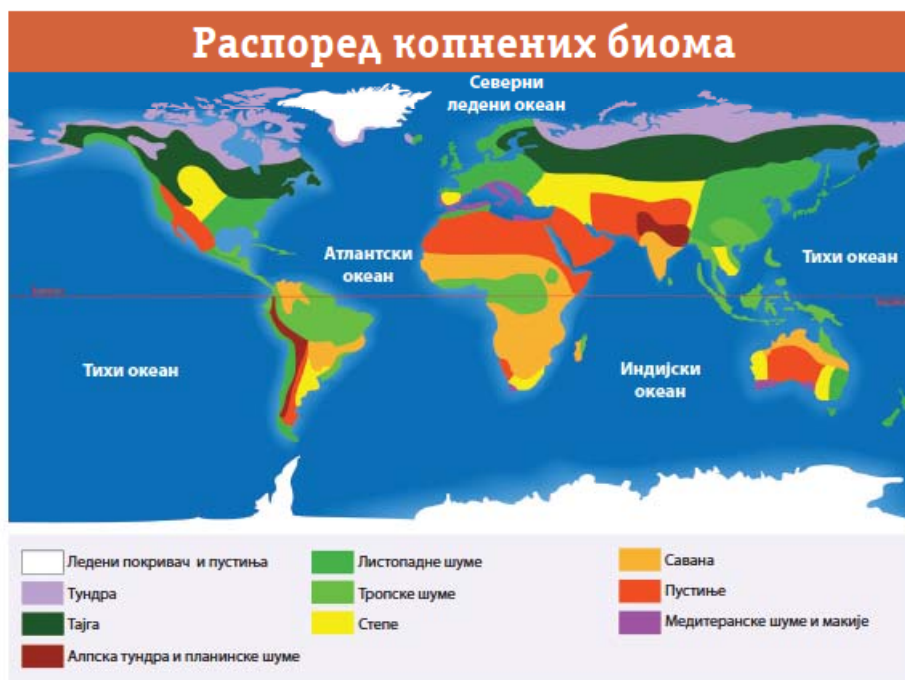 Распоред копнених биома
Северни
ледени океан
Атлантски
океан
Тихи океан
Тихи океан
Индијски
океан
Ледени покривач и пустиња
Тундра
Тајга
Алпска тундра и планинске шуме
Листопадне шуме
Тропске шуме
Степе
Савана
Пустиње
Медитеранске шуме и макије